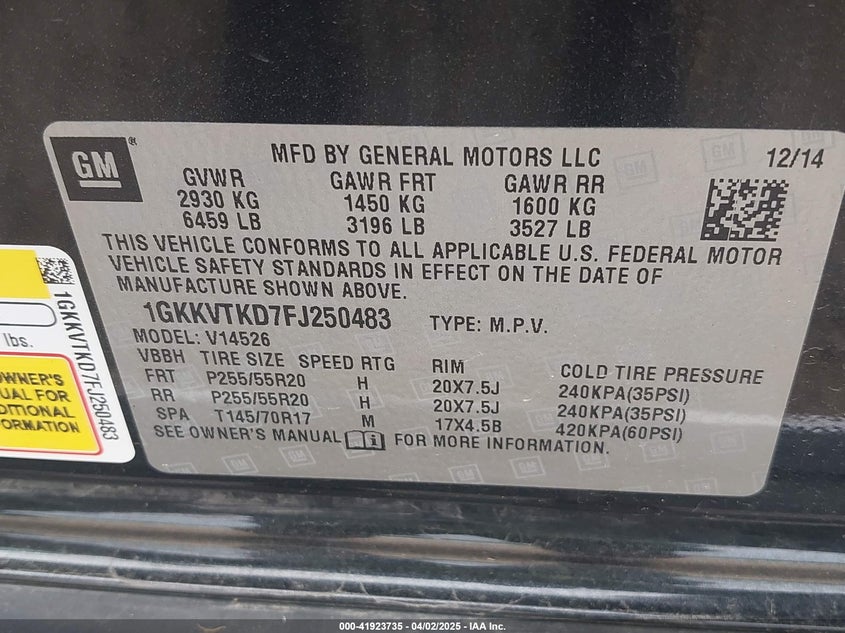 GM
®
MFD BY GENERAL MOTORS LLC
12/14
GVWR GAWR FRT GAWR RR
2930 KG 1450 KG 1600 KG
6459 LB 3196 LB 3527 LB
THIS VEHICLE CONFORMS TO ALL APPLICABLE U.S. FEDERAL MOTOR
VEHICLE SAFETY STANDARDS IN EFFECT ON THE DATE OF
MANUFACTURE SHOWN ABOVE.
1GKKVTKD7FJ250483 TYPE: M.P.V.
MODEL: V14526
VBBH TIRE SIZE SPEED RTG RIM COLD TIRE PRESSURE
FRT P255/55R20 H 20X7.5J 240KPA(35PSI)
RR P255/55R20 H 20X7.5J 240KPA(35PSI)
SPA T145/70R17 M 17X4.5B 420KPA(60PSI)
SEE OWNER'S MANUAL FOR MORE INFORMATION.
1GKKVTKD7FJ250483
lbs.
OWNER'S
FOR
000-41923735 - 04/02/2025 - IAA Inc.